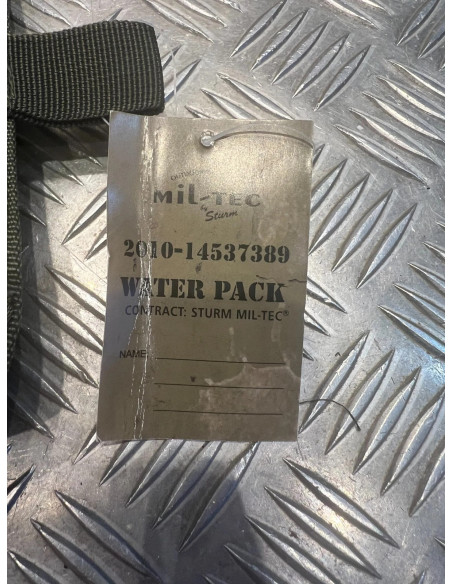 Mil-TEC
by Sturm
2010-14537389
WATER PACK
CONTRACT: STURM MIL-TEC®
NAME: